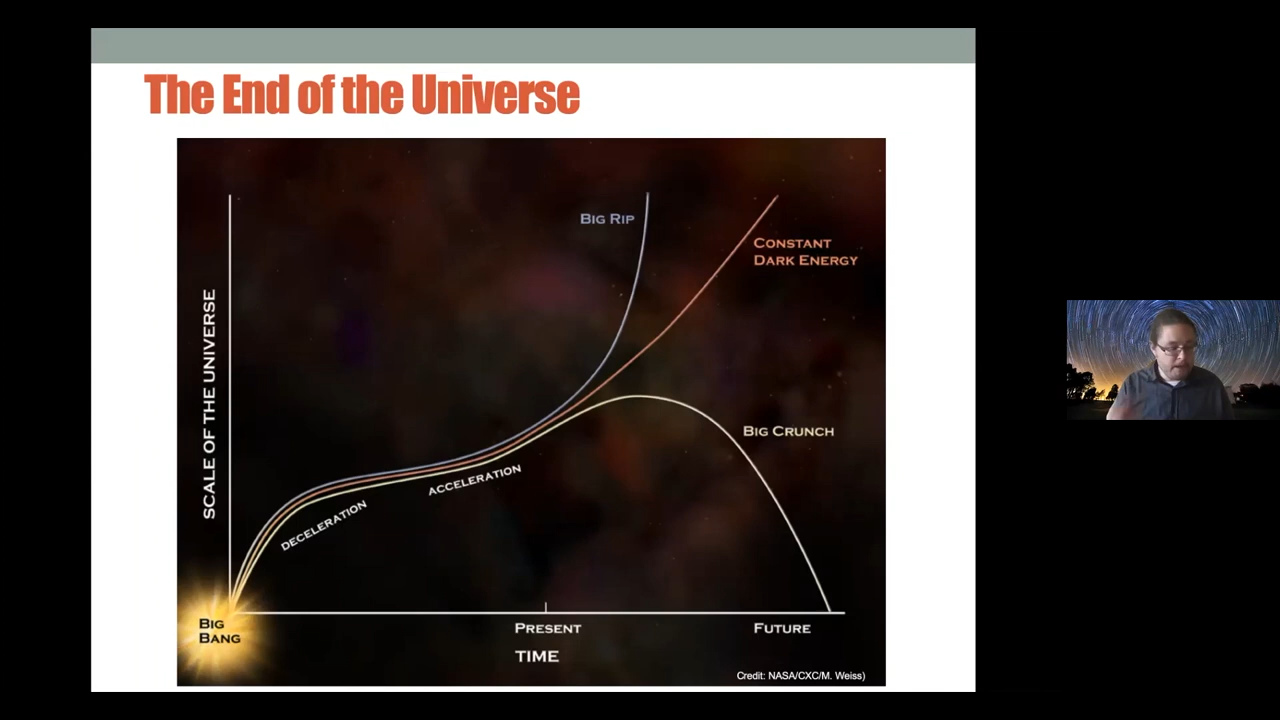 The End of the Universe
BIG RIP
CONSTANT
DARK ENERGY
SCALE OF THE UNIVERSE
BIG CRUNCH
ACCELERATION
DECELERATION
BIG
BANG
PRESENT
FUTURE
TIME
Credit: NASA/CXC/M. Weiss)